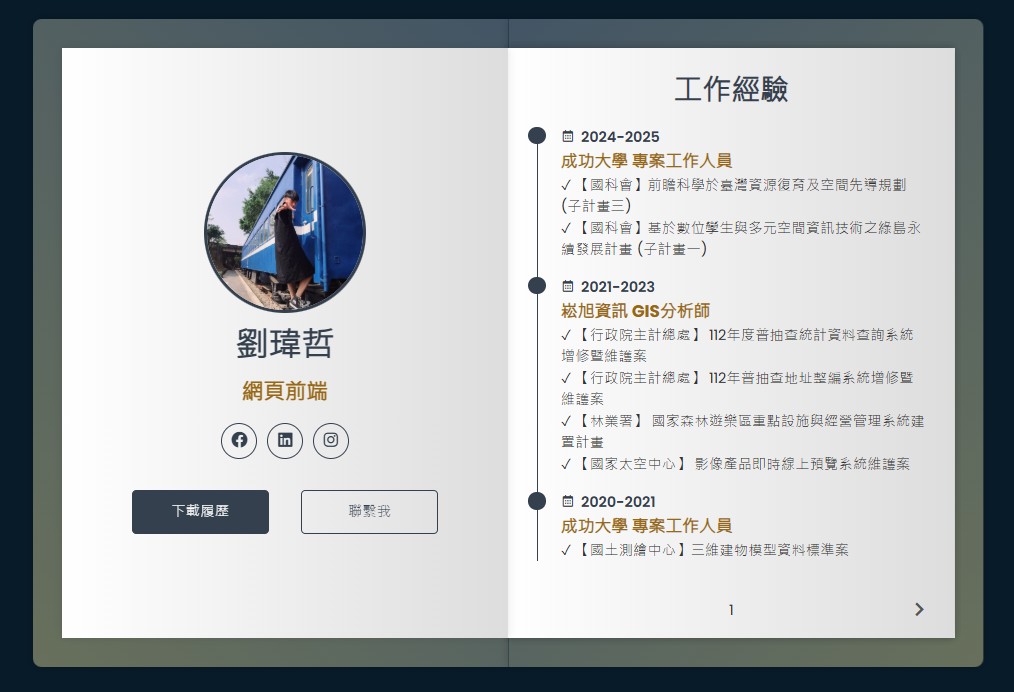 劉瑋哲
網頁前端
下載履歷
聯繫我
工作經驗
2024-2025
成功大學 專案工作人員
✓ 【國科會】前瞻科學於臺灣資源復育及空間先導規劃
(子計畫三)
✓ 【國科會】基於數位孿生與多元空間資訊技術之綠島永
續發展計畫 (子計畫一)
2021-2023
崧旭資訊 GIS分析師
✓ 【行政院主計總處】112年度普抽查統計資料查詢系統
增修暨維護案
✓ 【行政院主計總處】112年普抽查地址整編系統增修暨
維護案
✓ 【林業署】 國家森林遊樂區重點設施與經營管理系統建
置計畫
✓ 【國家太空中心】影像產品即時線上預覽系統維護案
2020-2021
成功大學 專案工作人員
✓ 【國土測繪中心】三維建物模型資料標準案
1